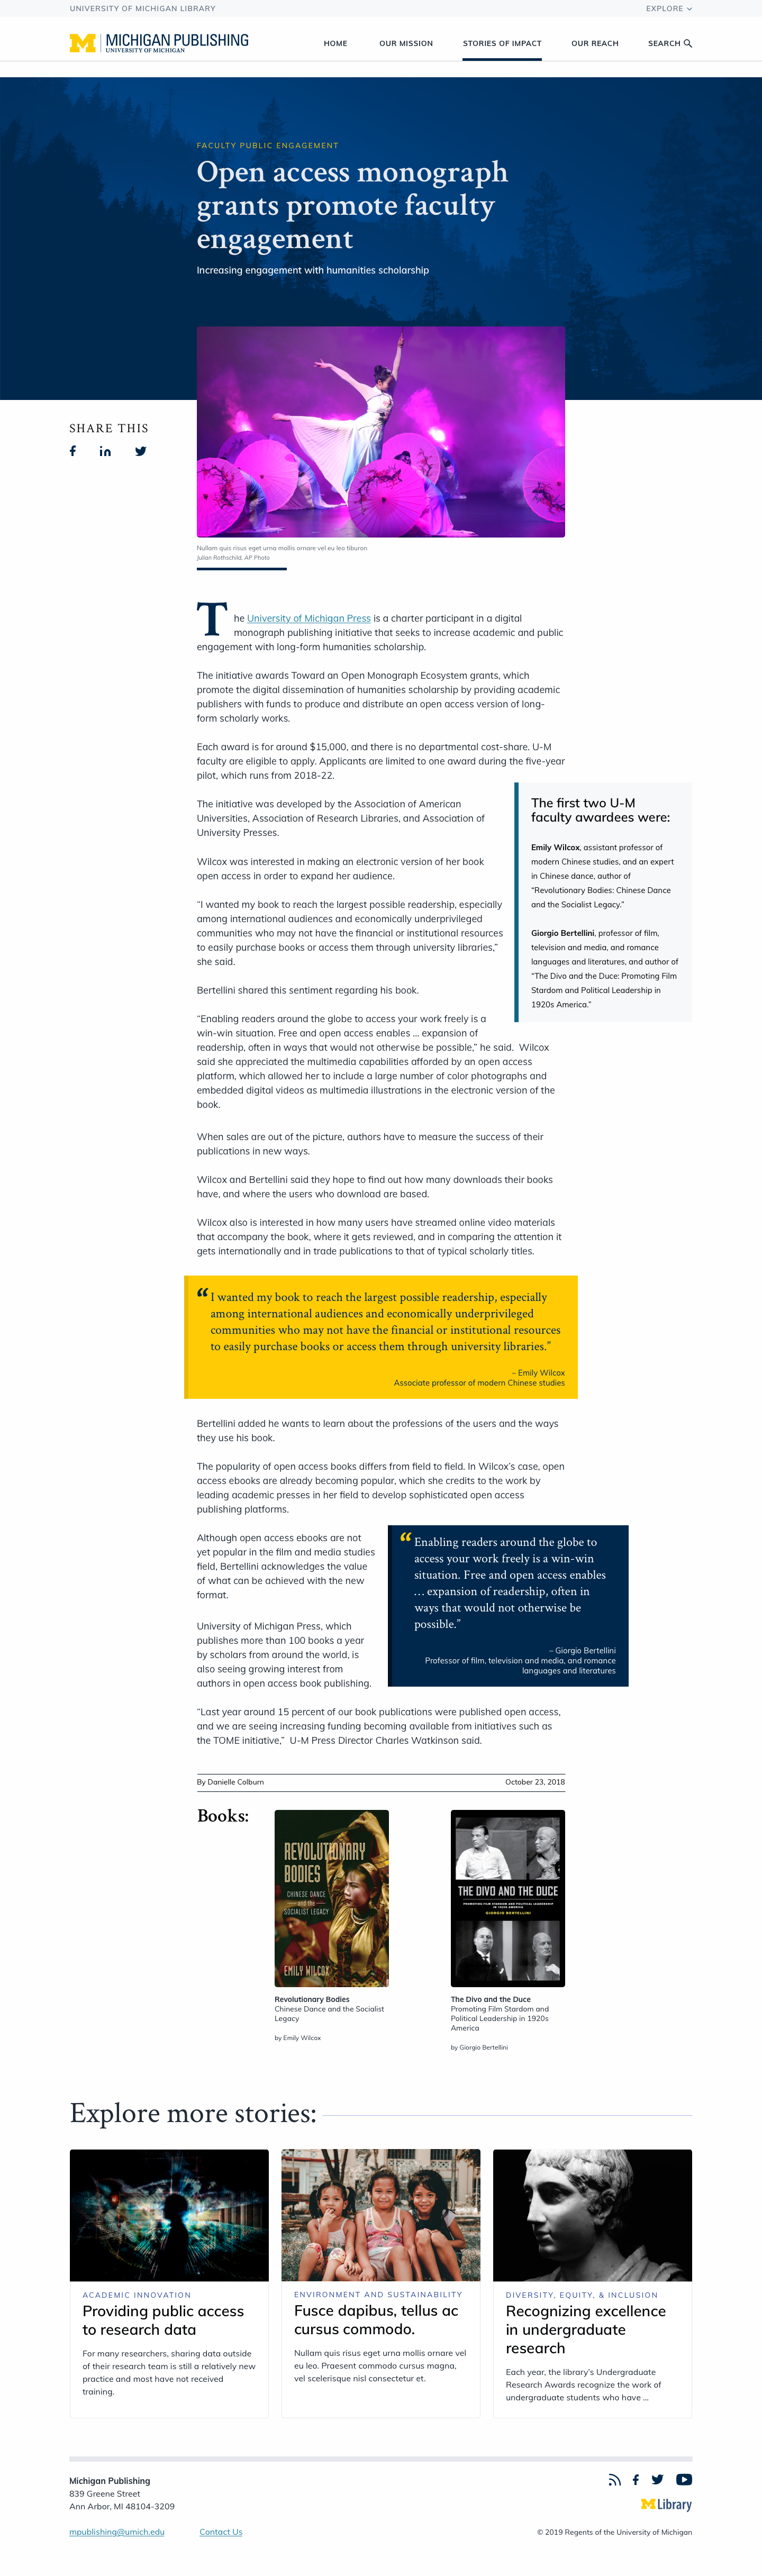 UNIVERSITY OF MICHIGAN LIBRARY
EXPLORE
MICHIGAN PUBLISHING
UNIVERSITY OF MICHIGAN
HOME
OUR MISSION
STORIES OF IMPACT
OUR REACH
SEARCH
FACULTY PUBLIC ENGAGEMENT
Open access monograph
grants promote faculty
engagement
Increasing engagement with humanities scholarship
SHARE THIS
Nullam quis risus eget urna mollis ornare vel eu leo tiburon
Julian Rothschild, AP Photo
The University of Michigan Press is a charter participant in a digital
monograph publishing initiative that seeks to increase academic and public
engagement with long-form humanities scholarship.
The initiative awards Toward an Open Monograph Ecosystem grants, which
promote the digital dissemination of humanities scholarship by providing academic
publishers with funds to produce and distribute an open access version of long-
form scholarly works.
Each award is for around $15,000, and there is no departmental cost-share. U-M
faculty are eligible to apply. Applicants are limited to one award during the five-year
pilot, which runs from 2018-22.
The initiative was developed by the Association of American
Universities, Association of Research Libraries, and Association of
University Presses.
Wilcox was interested in making an electronic version of her book
open access in order to expand her audience.
“I wanted my book to reach the largest possible readership, especially
among international audiences and economically underprivileged
communities who may not have the financial or institutional resources
to easily purchase books or access them through university libraries,”
she said.
Bertellini shared this sentiment regarding his book.
“Enabling readers around the globe to access your work freely is a
win-win situation. Free and open access enables ... expansion of
readership, often in ways that would not otherwise be possible,” he said.  Wilcox
said she appreciated the multimedia capabilities afforded by an open access
platform, which allowed her to include a large number of color photographs and
embedded digital videos as multimedia illustrations in the electronic version of the
book.
The first two U-M
faculty awardees were:
Emily Wilcox, assistant professor of
modern Chinese studies, and an expert
in Chinese dance, author of
“Revolutionary Bodies: Chinese Dance
and the Socialist Legacy.”
Giorgio Bertellini, professor of film,
television and media, and romance
languages and literatures, and author of
“The Divo and the Duce: Promoting Film
Stardom and Political Leadership in
1920s America.”
When sales are out of the picture, authors have to measure the success of their
publications in new ways.
Wilcox and Bertellini said they hope to find out how many downloads their books
have, and where the users who download are based.
Wilcox also is interested in how many users have streamed online video materials
that accompany the book, where it gets reviewed, and in comparing the attention it
gets internationally and in trade publications to that of typical scholarly titles.
“ I wanted my book to reach the largest possible readership, especially
among international audiences and economically underprivileged
communities who may not have the financial or institutional resources
to easily purchase books or access them through university libraries.”
– Emily Wilcox
Associate professor of modern Chinese studies
Bertellini added he wants to learn about the professions of the users and the ways
they use his book.
The popularity of open access books differs from field to field. In Wilcox’s case, open
access ebooks are already becoming popular, which she credits to the work by
leading academic presses in her field to develop sophisticated open access
publishing platforms.
Although open access ebooks are not
yet popular in the film and media studies
field, Bertellini acknowledges the value
of what can be achieved with the new
format.
University of Michigan Press, which
publishes more than 100 books a year
by scholars from around the world, is
also seeing growing interest from
authors in open access book publishing.
“ Enabling readers around the globe to
access your work freely is a win-win
situation. Free and open access enables
... expansion of readership, often in
ways that would not otherwise be
possible.”
– Giorgio Bertellini
Professor of film, television and media, and romance
languages and literatures
“Last year around 15 percent of our book publications were published open access,
and we are seeing increasing funding becoming available from initiatives such as
the TOME initiative,”  U-M Press Director Charles Watkinson said.
By Danielle Colburn
October 23, 2018
Books:
REVOLUTIONARY
BODIES
CHINESE DANCE
and the
SOCIALIST LEGACY
EMILY WILCOX
THE DIVO AND THE DUCE
PROMOTING FILM STARDOM AND POLITICAL LEADERSHIP
IN 1920s AMERICA
GIORGIO BERTELLINI
Revolutionary Bodies
Chinese Dance and the Socialist
Legacy
by Emily Wilcox
The Divo and the Duce
Promoting Film Stardom and
Political Leadership in 1920s
America
by Giorgio Bertellini
Explore more stories:
ACADEMIC INNOVATION
Providing public access
to research data
For many researchers, sharing data outside
of their research team is still a relatively new
practice and most have not received
training.
ENVIRONMENT AND SUSTAINABILITY
Fusce dapibus, tellus ac
cursus commodo.
Nullam quis risus eget urna mollis ornare vel
eu leo. Praesent commodo cursus magna,
vel scelerisque nisl consectetur et.
DIVERSITY, EQUITY, & INCLUSION
Recognizing excellence
in undergraduate
research
Each year, the library’s Undergraduate
Research Awards recognize the work of
undergraduate students who have ...
Michigan Publishing
839 Greene Street
Ann Arbor, MI 48104-3209
mpublishing@umich.edu
Contact Us
M Library
© 2019 Regents of the University of Michigan